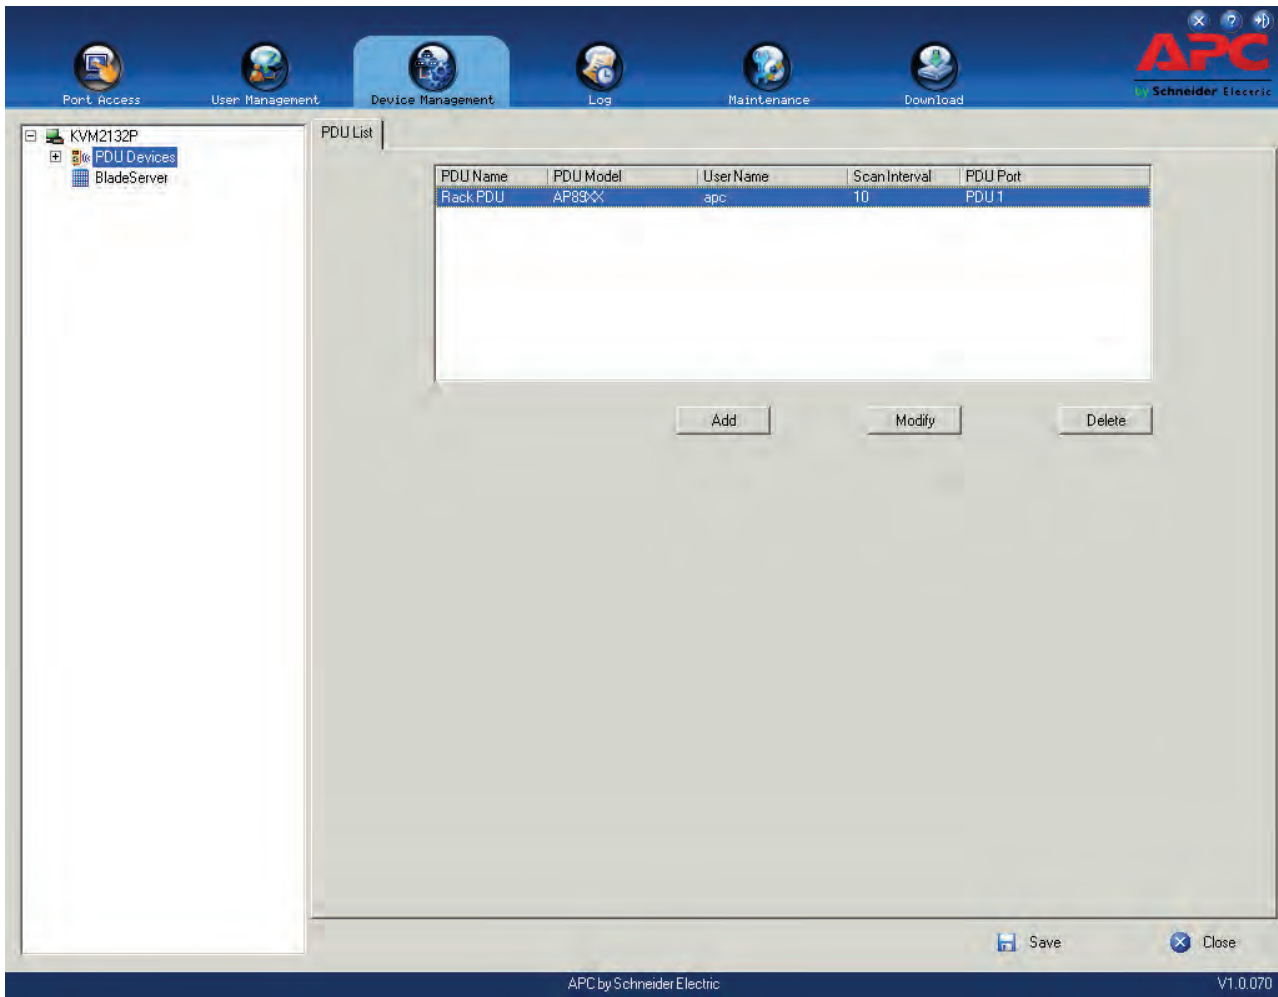 APC
by Schneider Electric
Port Access User Management Device Management Log Maintenance Download
KVM2132P
PDU Devices
BladeServer
PDU List
PDU Name PDU Model User Name Scan Interval PDU Port
Rack PDU AP89XX apc 10 PDU 1
Add Modify Delete
Save Close
APC by Schneider Electric V1.0.070